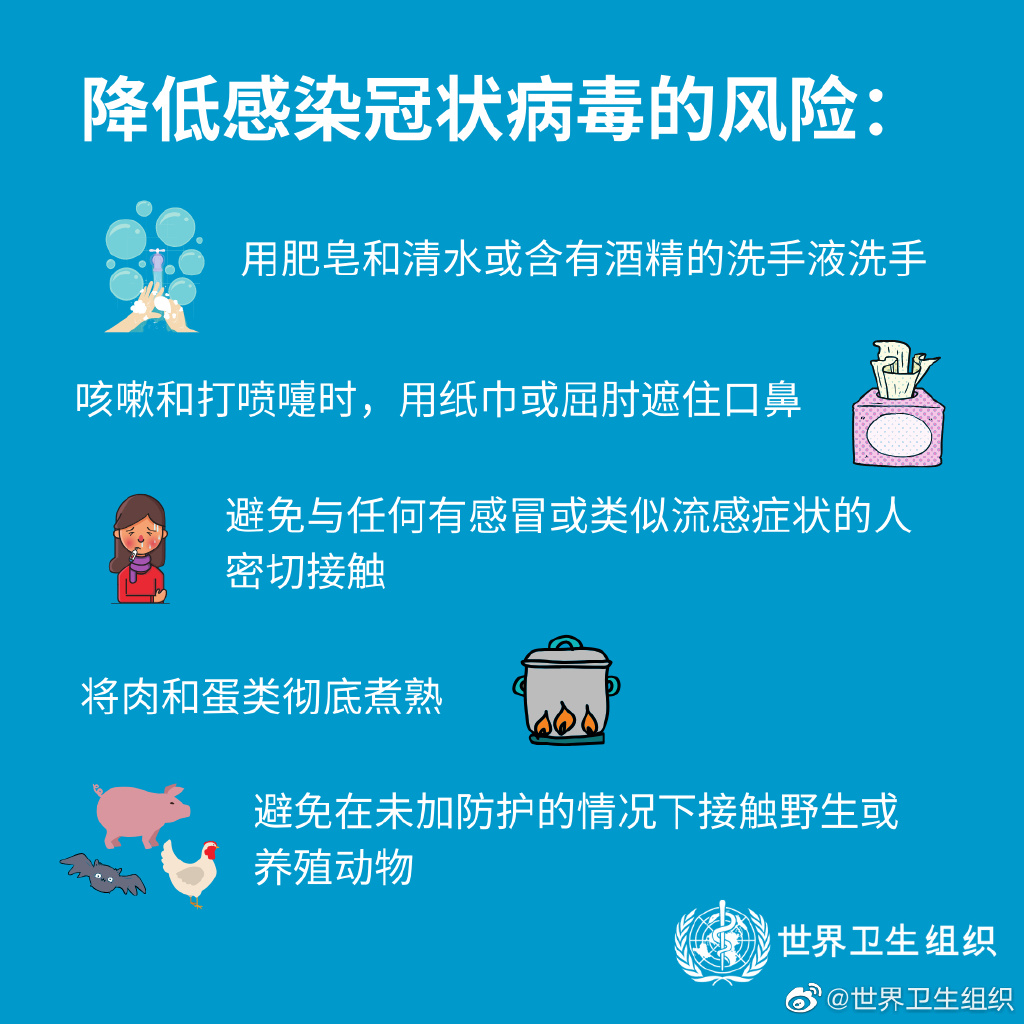 降低感染冠状病毒的风险：
用肥皂和清水或含有酒精的洗手液洗手
咳嗽和打喷嚏时，用纸巾或屈肘遮住口鼻
避免与任何有感冒或类似流感症状的人
密切接触
将肉和蛋类彻底煮熟
避免在未加防护的情况下接触野生或
养殖动物
世界卫生组织
@世界卫生组织